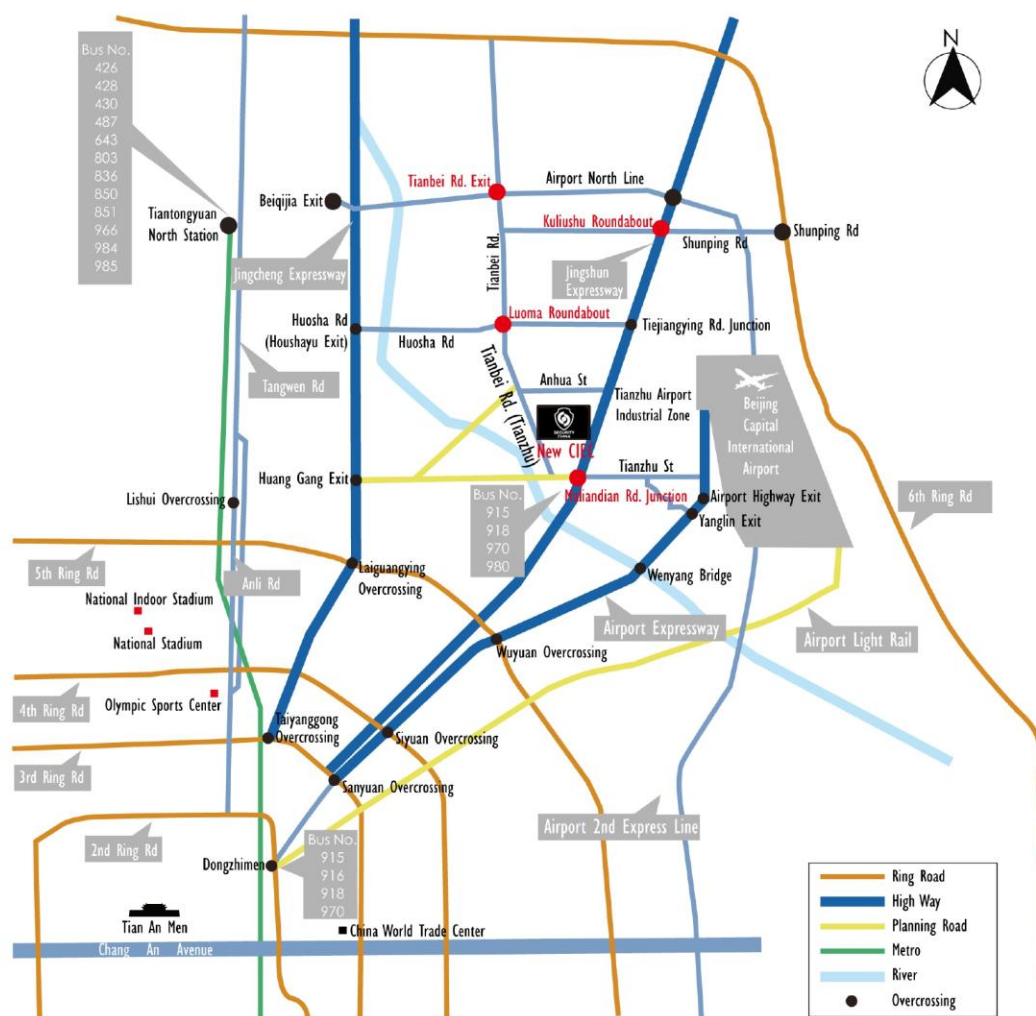 Bus No.
426
428
430
487
643
803
836
850
851
966
984
985
N
Tianbei Rd. Exit
Airport North Line
Beiqijia Exit
Tiantongyuan
North Station
Kuliushu Roundabout
Shunping Rd
Shunping Rd
Tianbei Rd.
Jingcheng Expressway
Jingshun
Expressway
Luoma Roundabout
Huosha Rd
(Houshayu Exit)
Huosha Rd
Tiejiangying Rd. Junction
Tianbei Rd. (Tianzhu)
Tangwen Rd
Anhua St
Tianzhu Airport
Industrial Zone
Beijing
Capital
International
Airport
SECURITY
CHINA
New CIEC
Huang Gang Exit
Tianzhu St
Maliandian Rd. Junction
Airport Highway Exit
Yanglin Exit
6th Ring Rd
Bus No.
915
918
970
980
Lishui Overcrossing
5th Ring Rd
Anli Rd
Laiguangying
Overcrossing
Wenyang Bridge
National Indoor Stadium
National Stadium
Airport Expressway
Airport Light Rail
Wuyuan Overcrossing
4th Ring Rd
Olympic Sports Center
Taiyanggong
Overcrossing
Siyuan Overcrossing
3rd Ring Rd
Sanyuan Overcrossing
2nd Ring Rd
Airport 2nd Express Line
Dongzhimen
Bus No.
915
916
918
970
Tian An Men
China World Trade Center
Chang An Avenue
Ring Road
High Way
Planning Road
Metro
River
Overcrossing